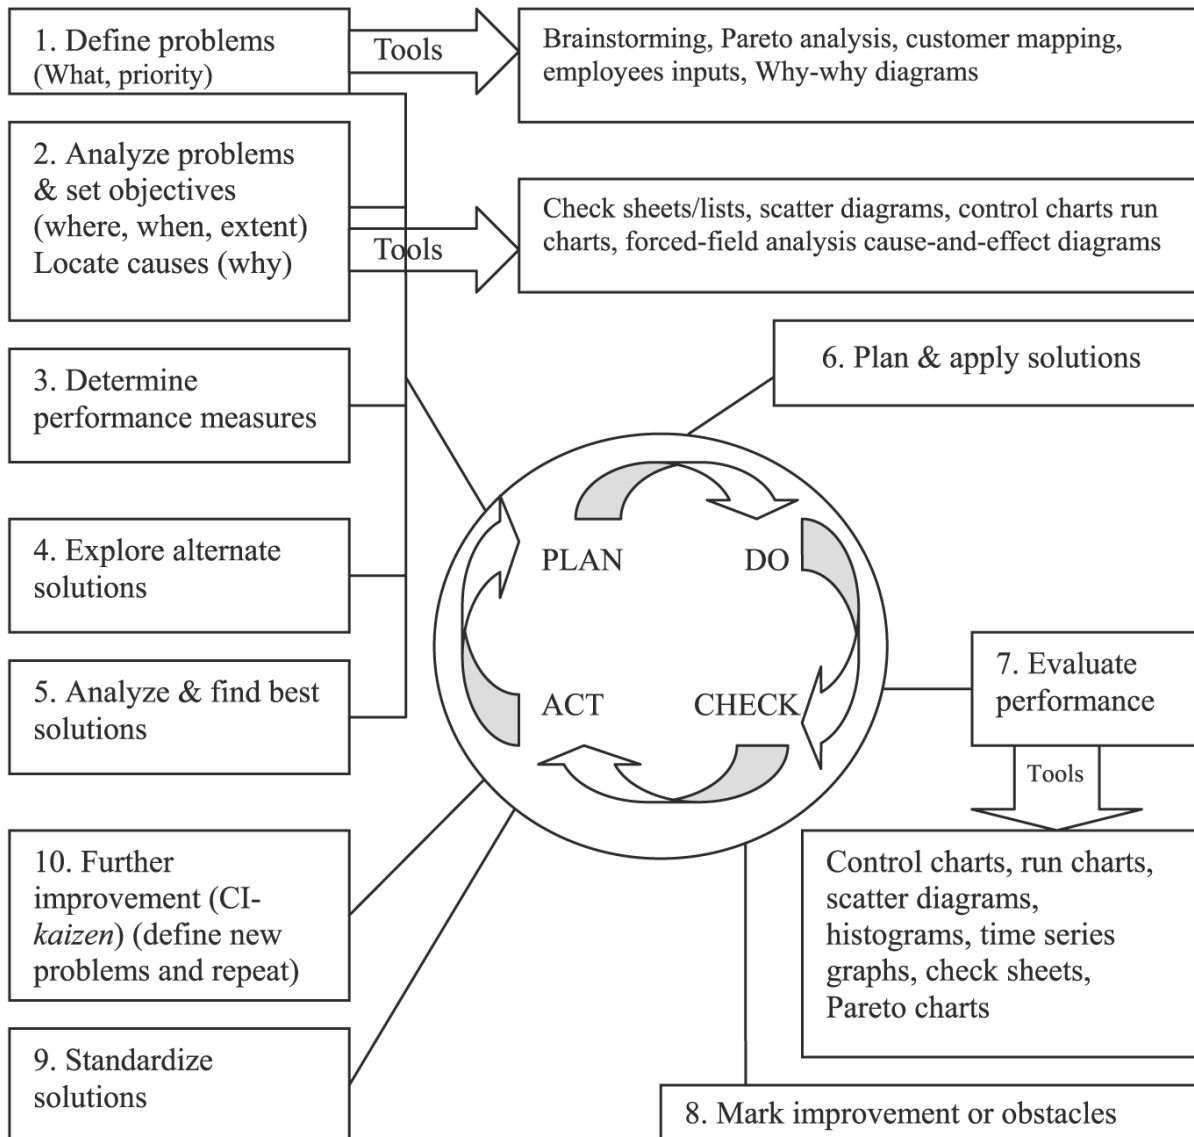 1. Define problems
(What, priority)
Tools
Brainstorming, Pareto analysis, customer mapping,
employees inputs, Why-why diagrams
2. Analyze problems
& set objectives
(where, when, extent)
Locate causes (why)
Tools
Check sheets/lists, scatter diagrams, control charts run
charts, forced-field analysis cause-and-effect diagrams
3. Determine
performance measures
4. Explore alternate
solutions
5. Analyze & find best
solutions
6. Plan & apply solutions
PLAN
DO
CHECK
ACT
7. Evaluate
performance
Tools
Control charts, run charts,
scatter diagrams,
histograms, time series
graphs, check sheets,
Pareto charts
8. Mark improvement or obstacles
10. Further
improvement (CI-
kaizen) (define new
problems and repeat)
9. Standardize
solutions